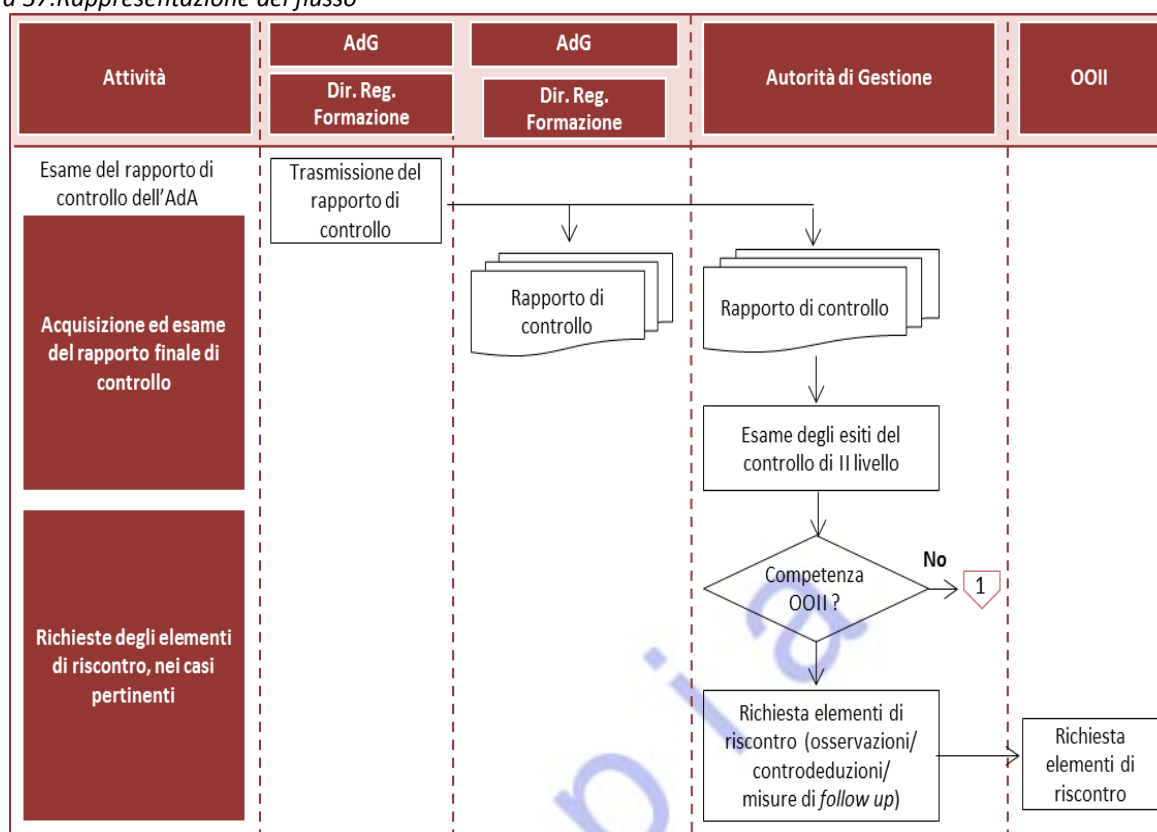 a 37.Rappresentazione del flusso
Attività
AdG
Dir. Reg.
Formazione
AdG
Dir. Reg.
Formazione
Autorità di Gestione
OOII
Esame del rapporto di
controllo dell'AdA
Trasmissione del
rapporto di
controllo
Acquisizione ed esame
del rapporto finale di
controllo
Rapporto di
controllo
Rapporto di controllo
Esame degli esiti del
controllo di II livello
Richieste degli elementi
di riscontro, nei casi
pertinenti
Competenza
OOII ?
No
1
Richiesta elementi di
riscontro (osservazioni/
controdeduzioni/
misure di follow up)
Richiesta
elementi di
riscontro